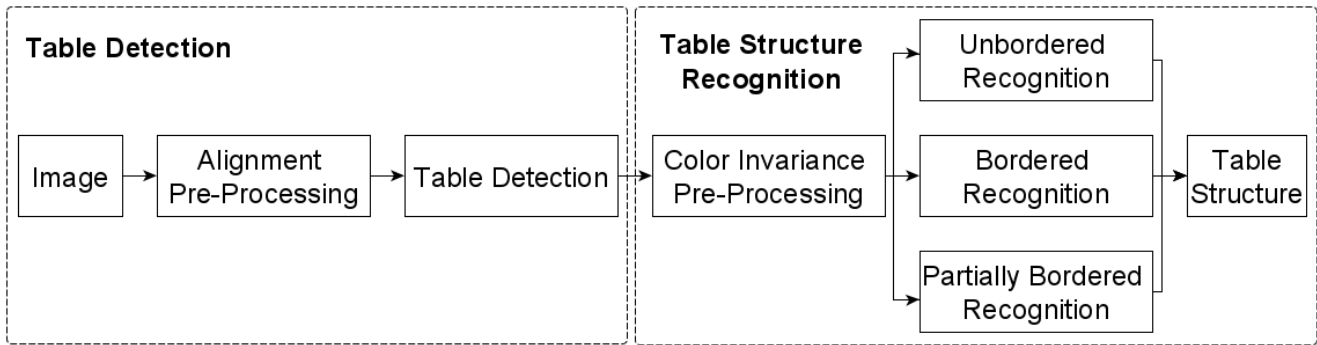 Table Detection
Image
Alignment
Pre-Processing
Table Detection
Table Structure
Recognition
Color Invariance
Pre-Processing
Unbordered
Recognition
Bordered
Recognition
Partially Bordered
Recognition
Table
Structure